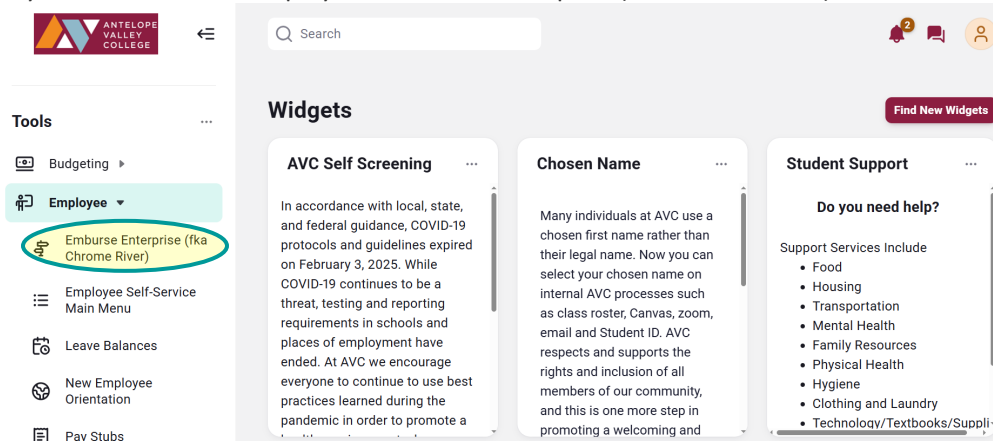 ANTELOPE
VALLEY
COLLEGE
Search
2
Tools
Budgeting
Employee
Emburse Enterprise (fka
Chrome River)
Employee Self-Service
Main Menu
Leave Balances
New Employee
Orientation
Pay Stubs
Widgets
Find New Widgets
AVC Self Screening
In accordance with local, state,
and federal guidance, COVID-19
protocols and guidelines expired
on February 3, 2025. While
COVID-19 continues to be a
threat, testing and reporting
requirements in schools and
places of employment have
ended. At AVC we encourage
everyone to continue to use best
practices learned during the
pandemic in order to promote a
Chosen Name
Many individuals at AVC use a
chosen first name rather than
their legal name. Now you can
select your chosen name on
internal AVC processes such
as class roster, Canvas, zoom,
email and Student ID. AVC
respects and supports the
rights and inclusion of all
members of our community,
and this is one more step in
promoting a welcoming and
Student Support
Do you need help?
Support Services Include
• Food
• Housing
• Transportation
• Mental Health
• Family Resources
• Physical Health
• Hygiene
• Clothing and Laundry
• Technology/Textbooks/Suppli